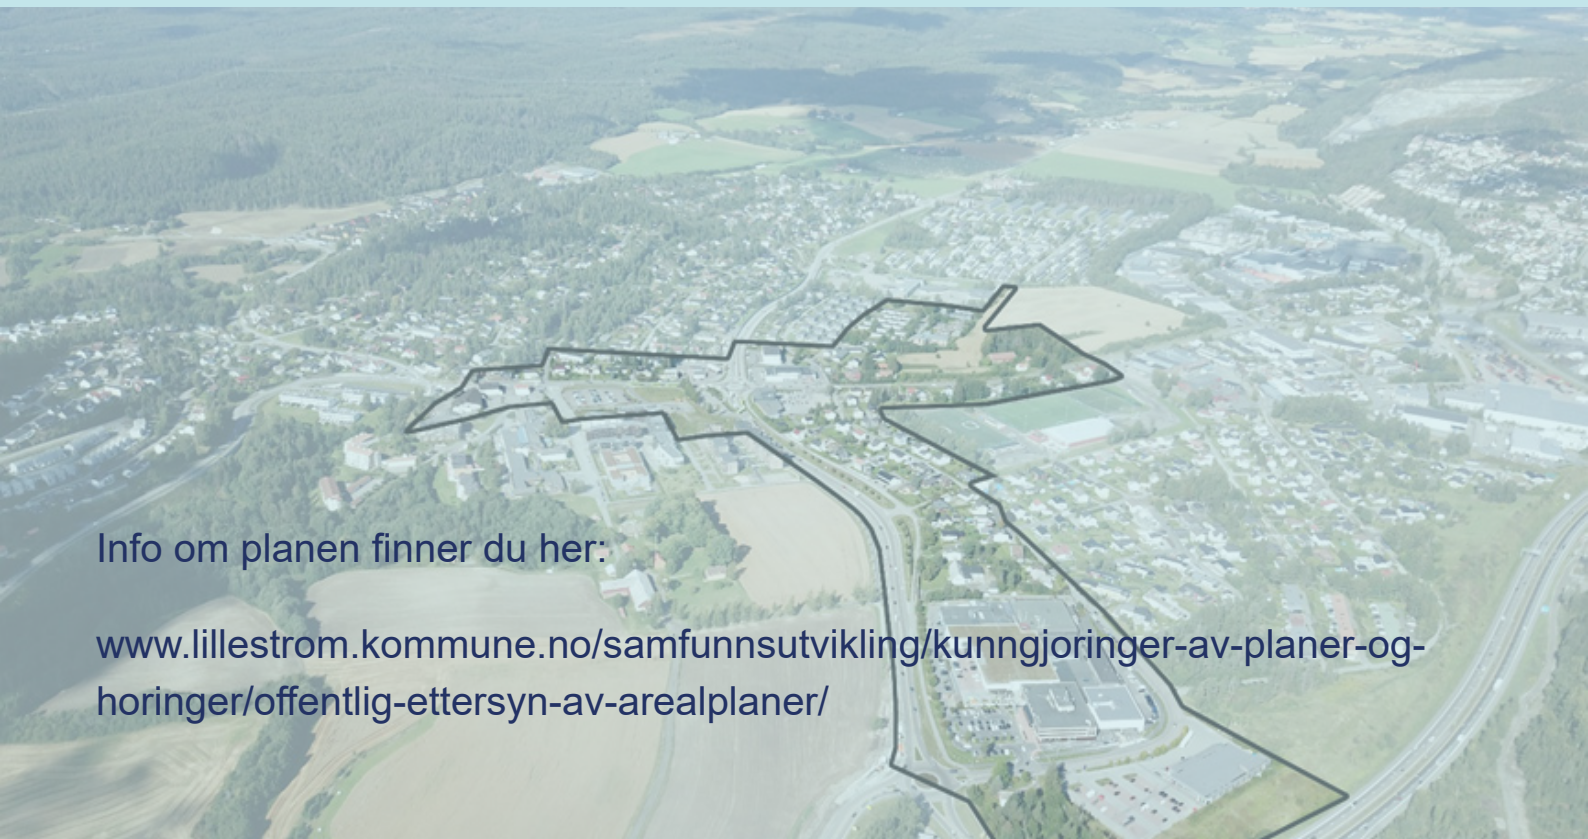 Info om planen finner du her:
www.lillestrom.kommune.no/samfunnsutvikling/kunngjoringer-av-planer-og-
horinger/offentlig-ettersyn-av-arealplaner/